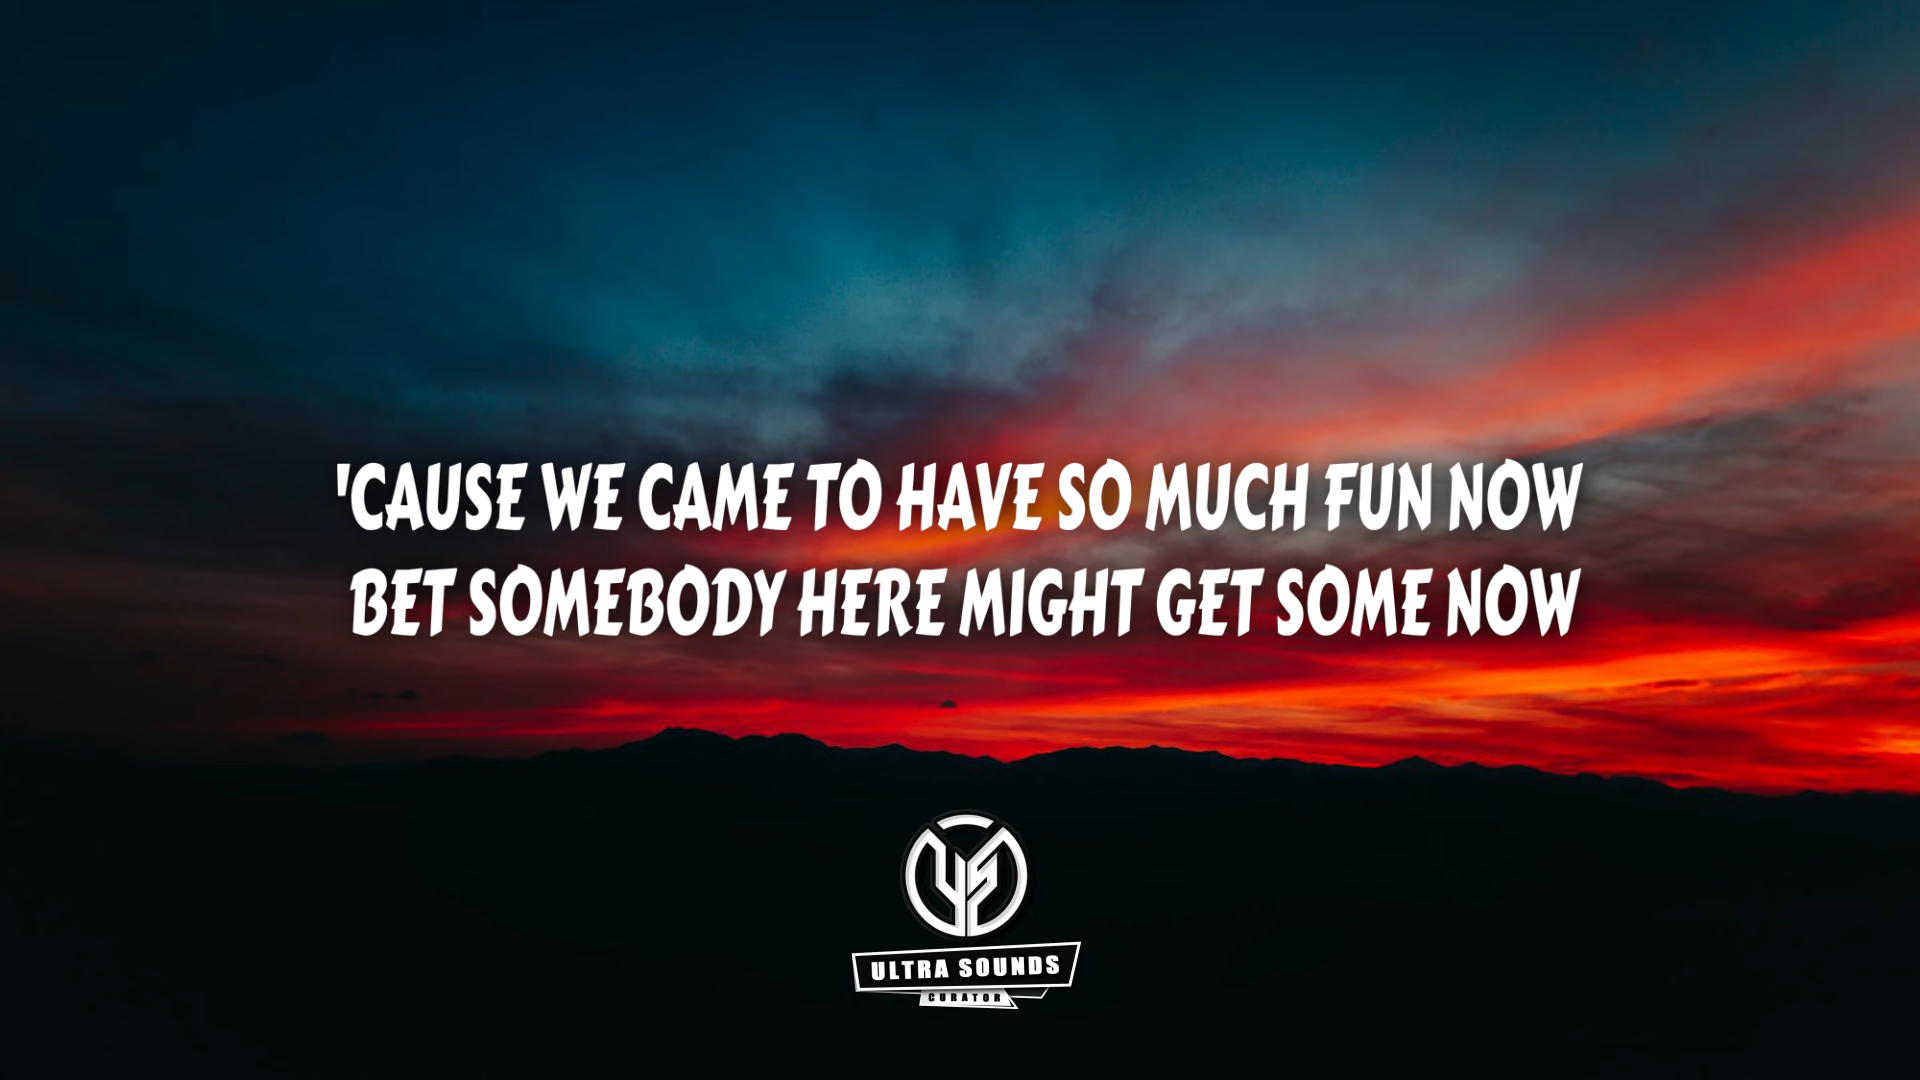 'CAUSE WE CAME TO HAVE SO MUCH FUN NOW
BET SOMEBODY HERE MIGHT GET SOME NOW
US
ULTRA SOUNDS
CURATOR